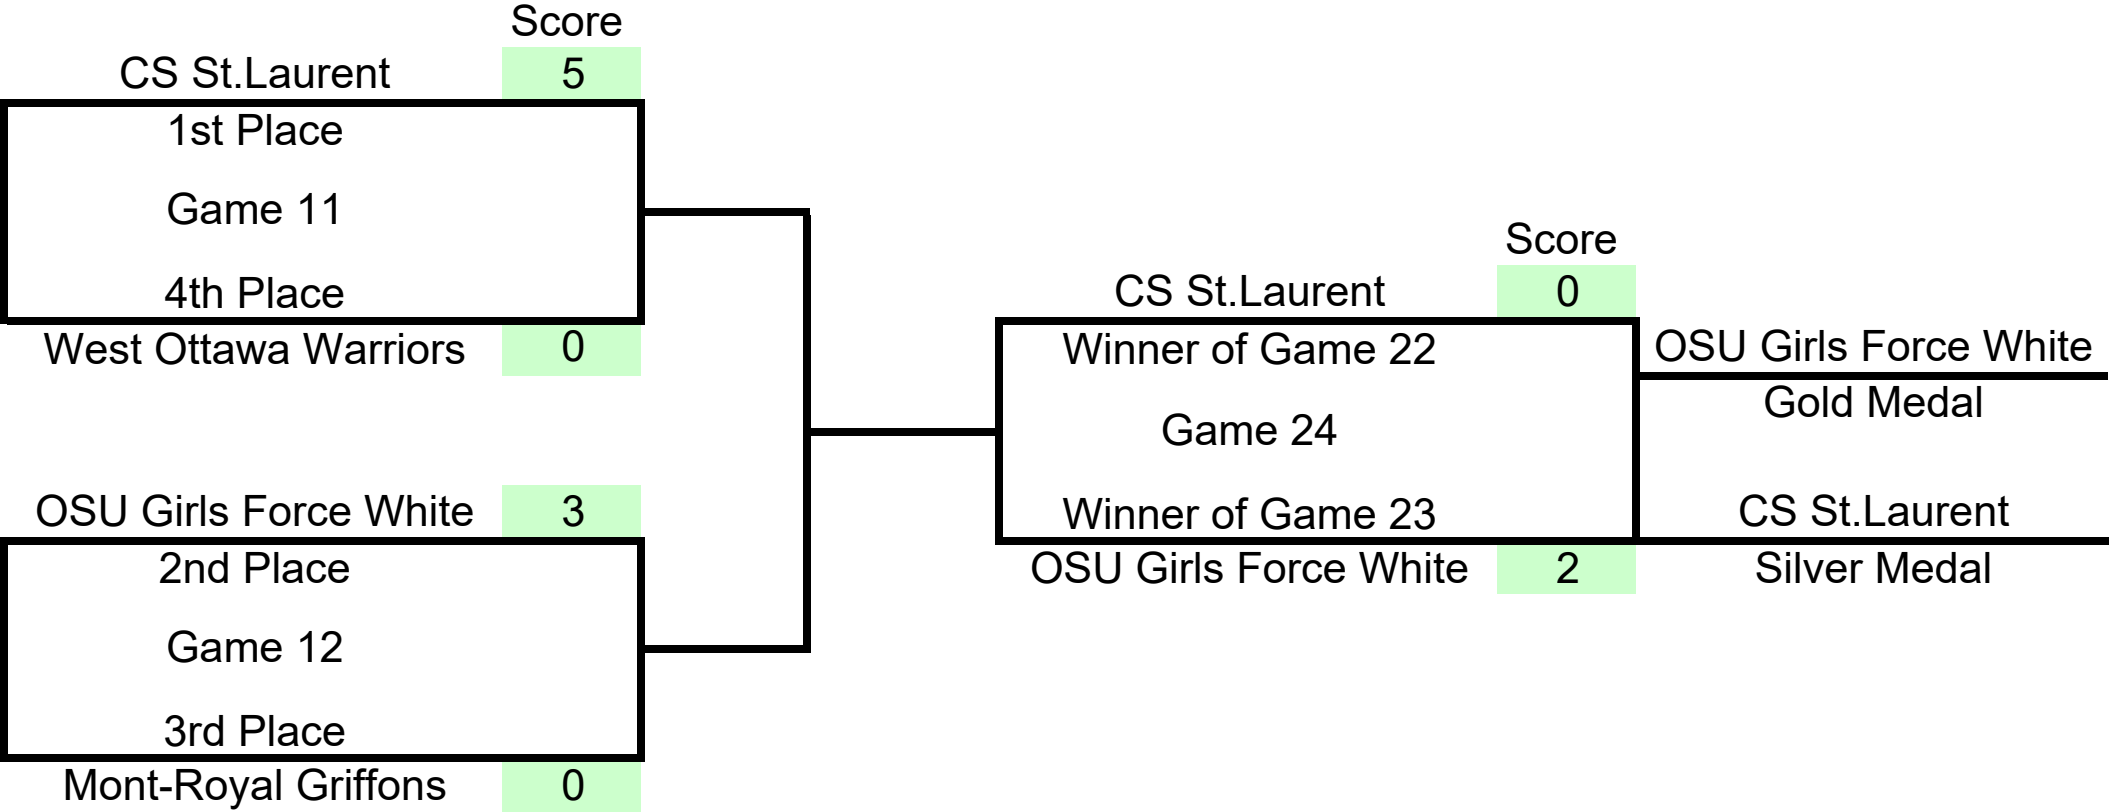 Score
CS St.Laurent 5
1st Place
Game 11
4th Place
West Ottawa Warriors 0
OSU Girls Force White 3
2nd Place
Game 12
3rd Place
Mont-Royal Griffons 0
Score
CS St.Laurent 0
Winner of Game 22
Game 24
Winner of Game 23
OSU Girls Force White 2
OSU Girls Force White
Gold Medal
CS St.Laurent
Silver Medal